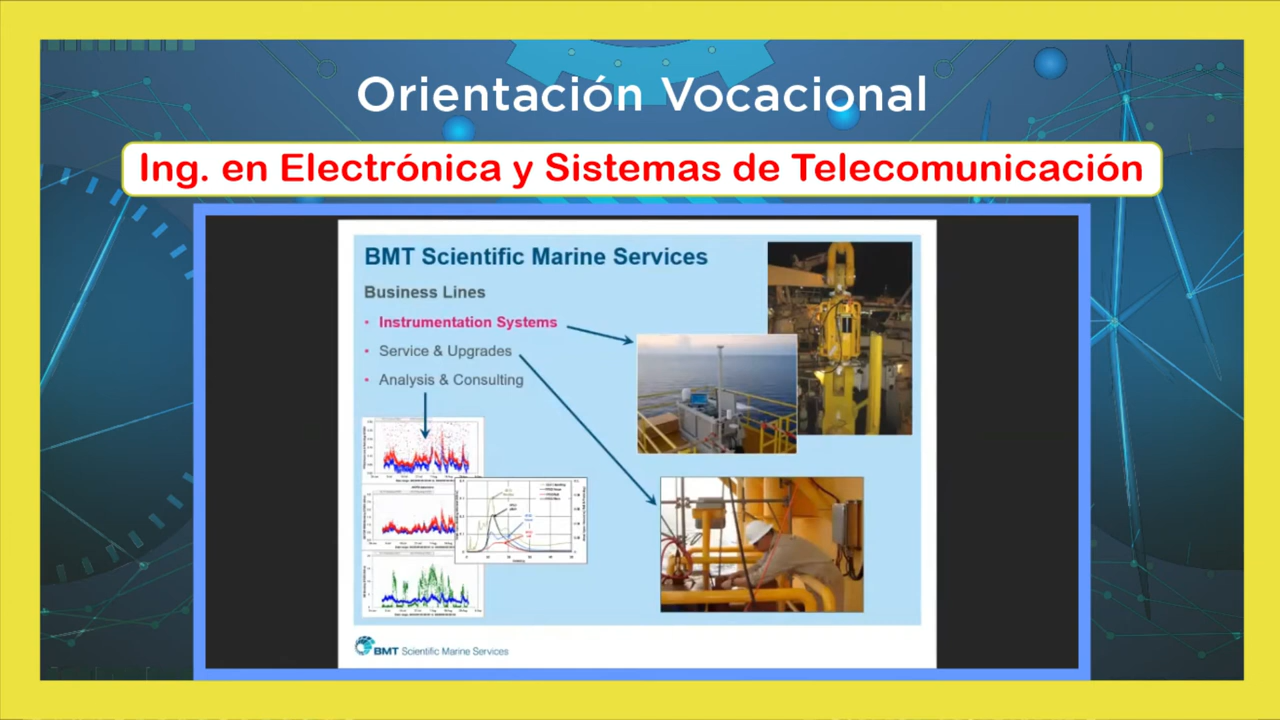 Orientación Vocacional
Ing. en Electrónica y Sistemas de Telecomunicación
BMT Scientific Marine Services
Business Lines
• Instrumentation Systems
• Service & Upgrades
• Analysis & Consulting
BMT Scientific Marine Services